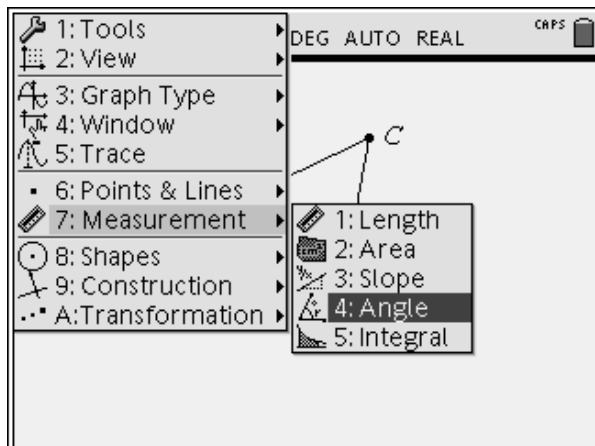 1: Tools
2: View
3: Graph Type
4: Window
5: Trace
6: Points & Lines
7: Measurement
8: Shapes
9: Construction
A:Transformation
DEG AUTO REAL
CAPS
C
1: Length
2: Area
3: Slope
4: Angle
5: Integral